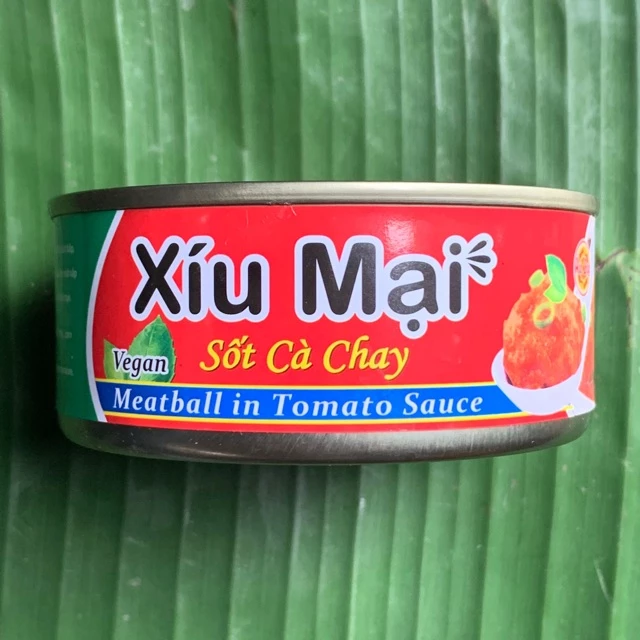 Xíu Mại
Vegan
Sốt Cà Chay
Meatball in Tomato Sauce